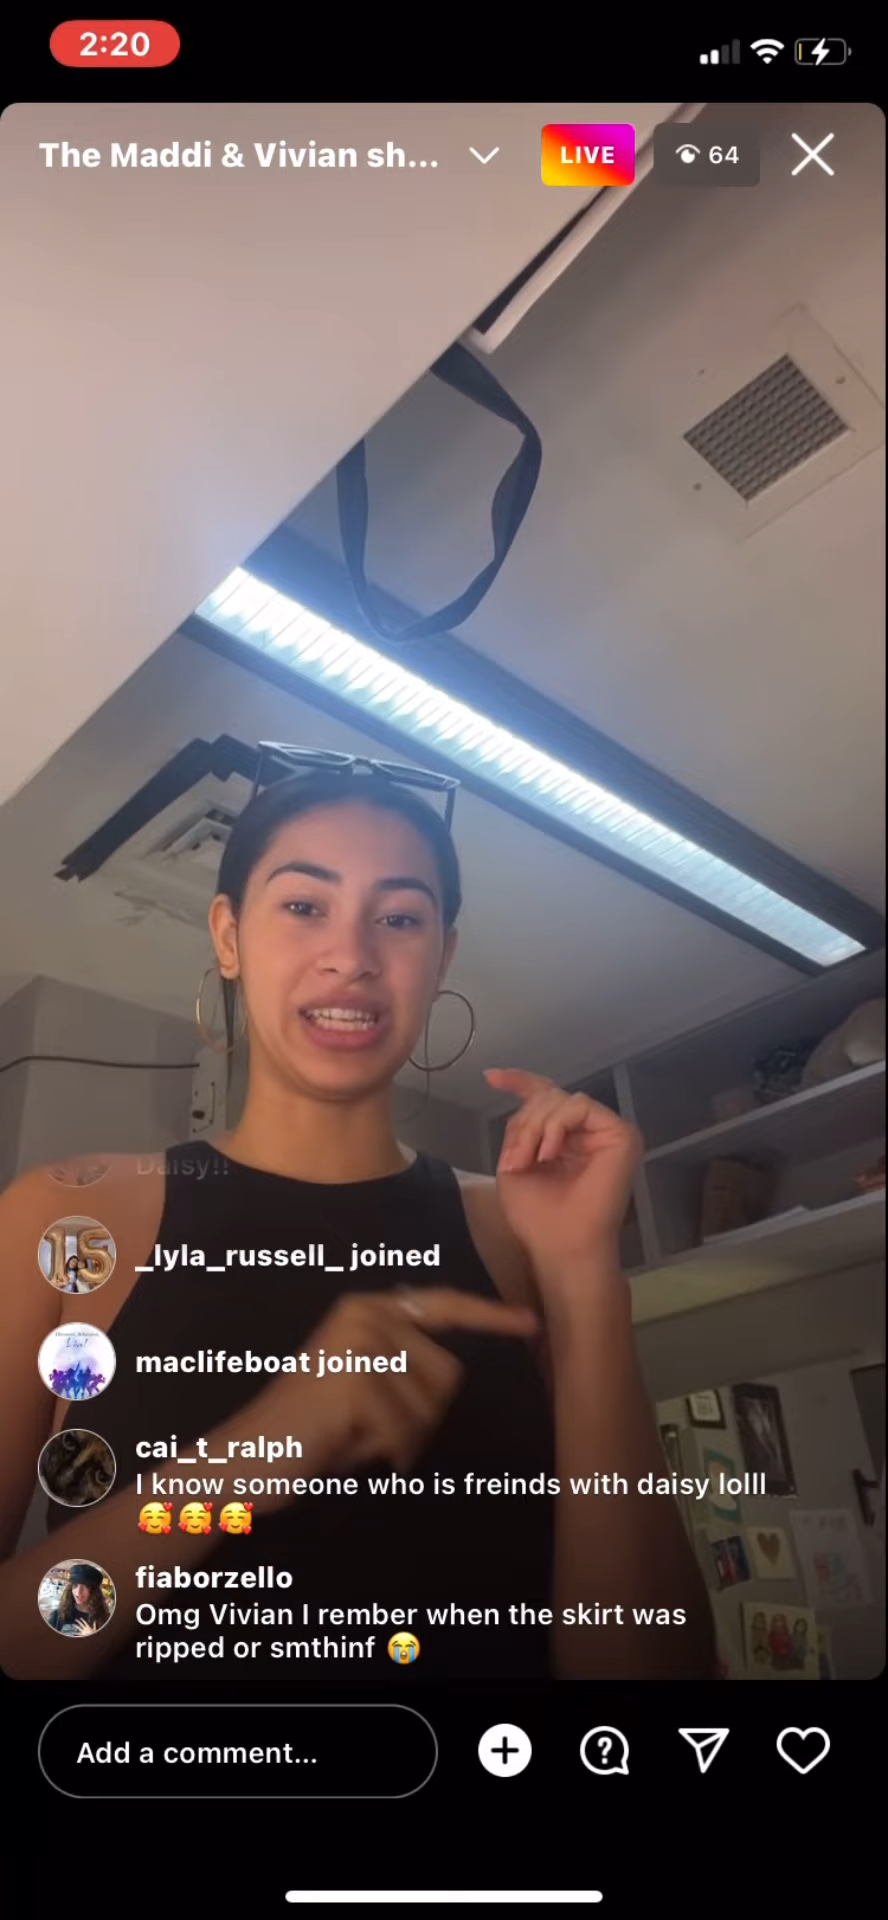 2:20
The Maddi & Vivian sh...
LIVE
64
Daisy!!
_lyla_russell_ joined
maclifeboat joined
cai_t_ralph
I know someone who is freinds with daisy lolll
🥰🥰🥰
fiaborzello
Omg Vivian I rember when the skirt was
ripped or smthinf 😭
Add a comment...